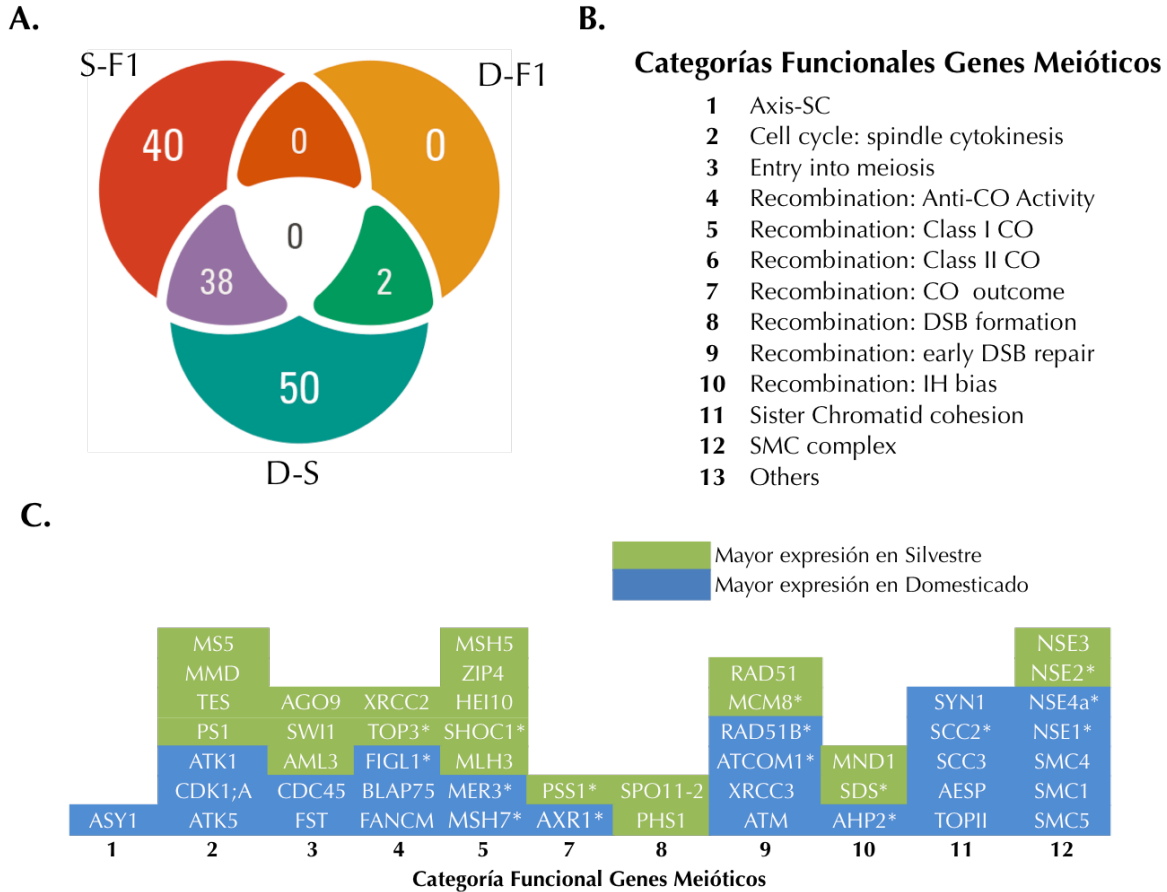 A.
S-F1
D-F1
40
0
0
0
38
2
50
D-S
B.
Categorías Funcionales Genes Meióticos
1 Axis-SC
2 Cell cycle: spindle cytokinesis
3 Entry into meiosis
4 Recombination: Anti-CO Activity
5 Recombination: Class I CO
6 Recombination: Class II CO
7 Recombination: CO outcome
8 Recombination: DSB formation
9 Recombination: early DSB repair
10 Recombination: IH bias
11 Sister Chromatid cohesion
12 SMC complex
13 Others
C.
Mayor expresión en Silvestre
Mayor expresión en Domesticado
MS5 MSH5 NSE3
MMD ZIP4 RAD51 NSE2*
TES AGO9 XRCC2 HEI10 MCM8* SYN1 NSE4a*
PS1 SWI1 TOP3* SHOC1* RAD51B* SCC2* NSE1*
ATK1 AML3 FIGL1* MLH3 ATCOM1* MND1 SCC3 SMC4
CDK1;A CDC45 BLAP75 MER3* PSS1* SPO11-2 XRCC3 SDS* AESP SMC1
ASY1 ATK5 FST FANCM MSH7* AXR1* PHS1 ATM AHP2* TOPII SMC5
1 2 3 4 5 7 8 9 10 11 12
Categoría Funcional Genes Meióticos